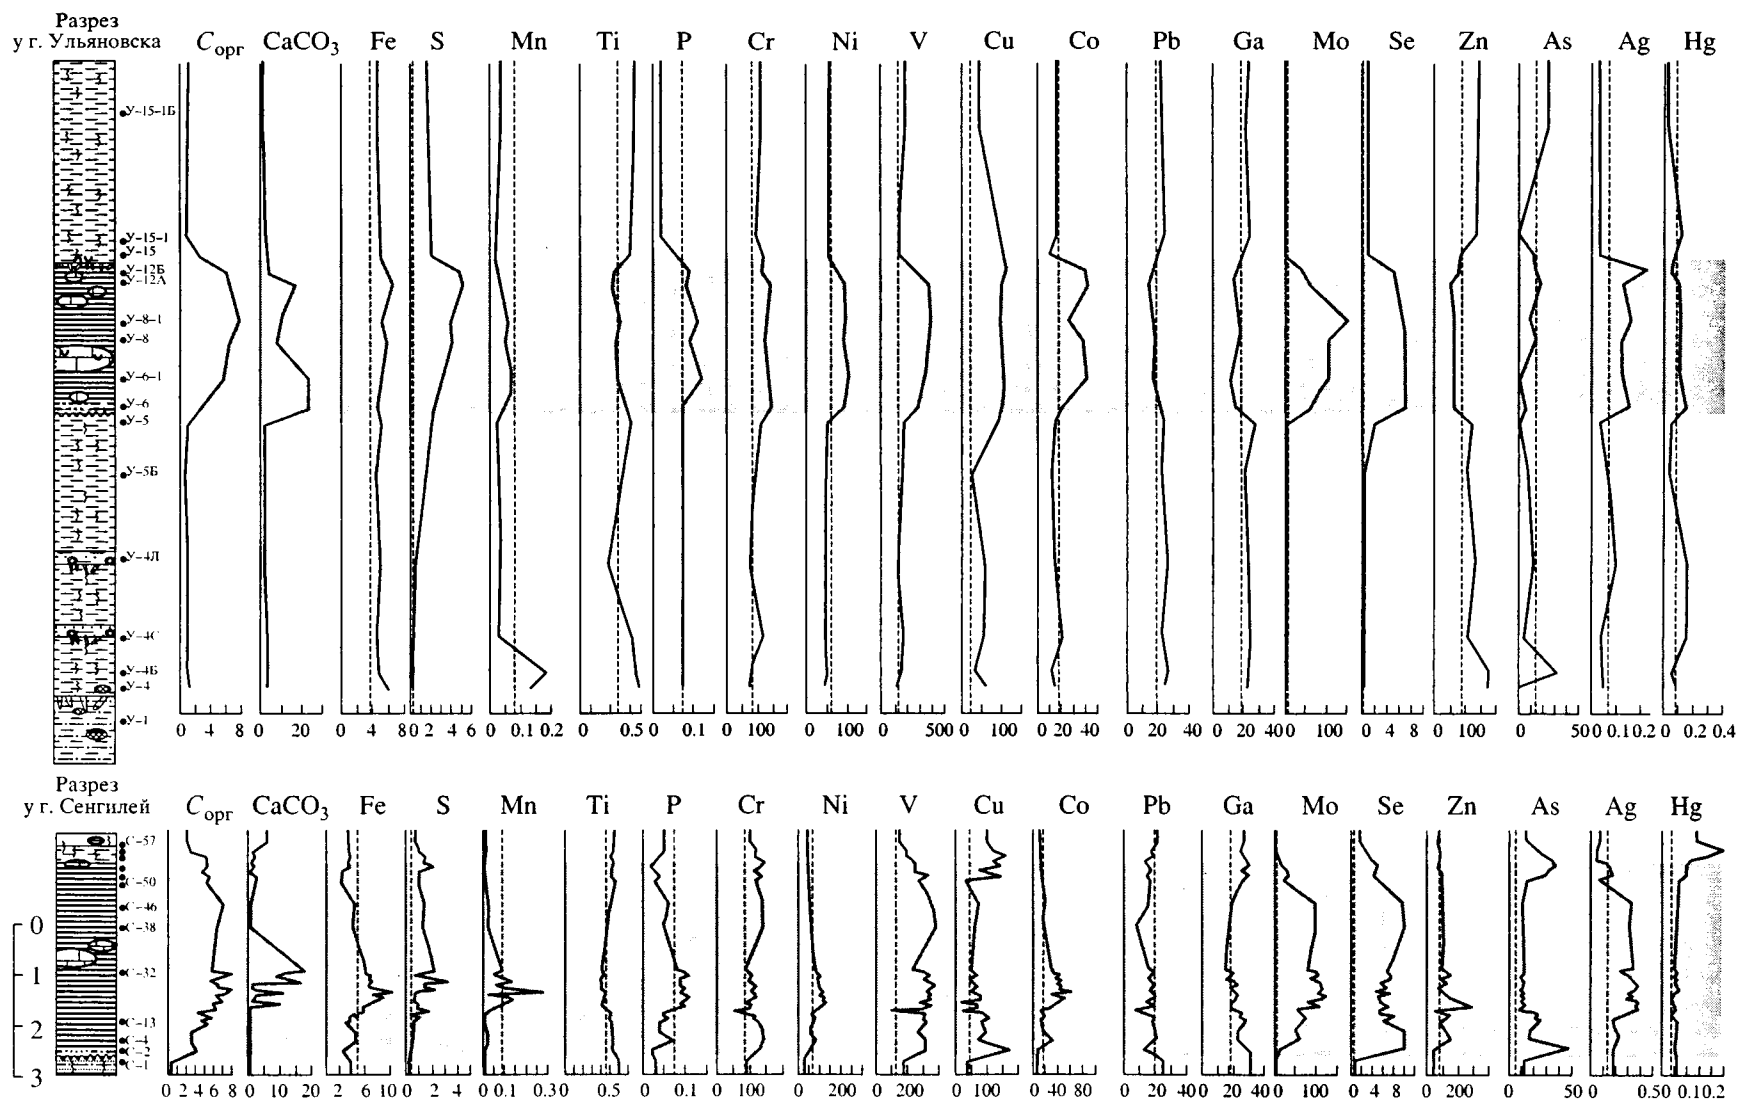 Разрез
у г. Ульяновска
Cорг CaCO3 Fe S Mn Ti P Cr Ni V Cu Co Pb Ga Mo Se Zn As Ag Hg
У–15–1Б
У–15–1
У–15
У–12Б
У–12А
У–8–1
У–8
У–6–1
У–6
У–5
У–5Б
У–4Л
У–4С
У–4Б
У–4
У–1
0 4 8 0 20 0 4 8 0 2 4 6 0 0.1 0.2 0 0.5 0 0.1 0 100 0 100 0 500 0 100 0 20 40 0 20 40 0 20 40 0 100 0 4 8 0 100 0 50 0 0.1 0.2 0 0.2 0.4
Разрез
у г. Сенгилей
Cорг CaCO3 Fe S Mn Ti P Cr Ni V Cu Co Pb Ga Mo Se Zn As Ag Hg
С–57
С–50
С–46
С–38
0
1
С–32
2
С–13
С–4
С–2
С–1
3
0 2 4 6 8 0 10 20 2 6 10 0 2 4 0 0.1 0.3 0 0.5 0 0.1 0 100 0 200 0 200 0 100 0 40 80 0 20 40 0 20 40 0 100 0 4 8 0 200 0 50 0 0.5 0 0.1 0.2